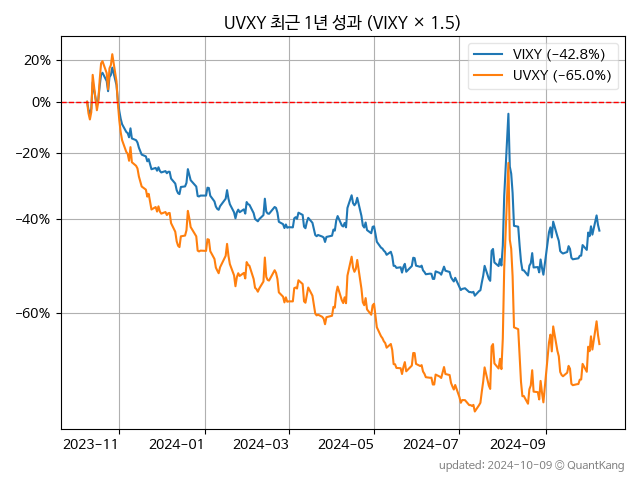 UVXY 최근 1년 성과 (VIXY × 1.5)
VIXY (−42.8%)
UVXY (−65.0%)
20%
0%
−20%
−40%
−60%
2023-11 2024-01 2024-03 2024-05 2024-07 2024-09
updated: 2024-10-09 © QuantKang